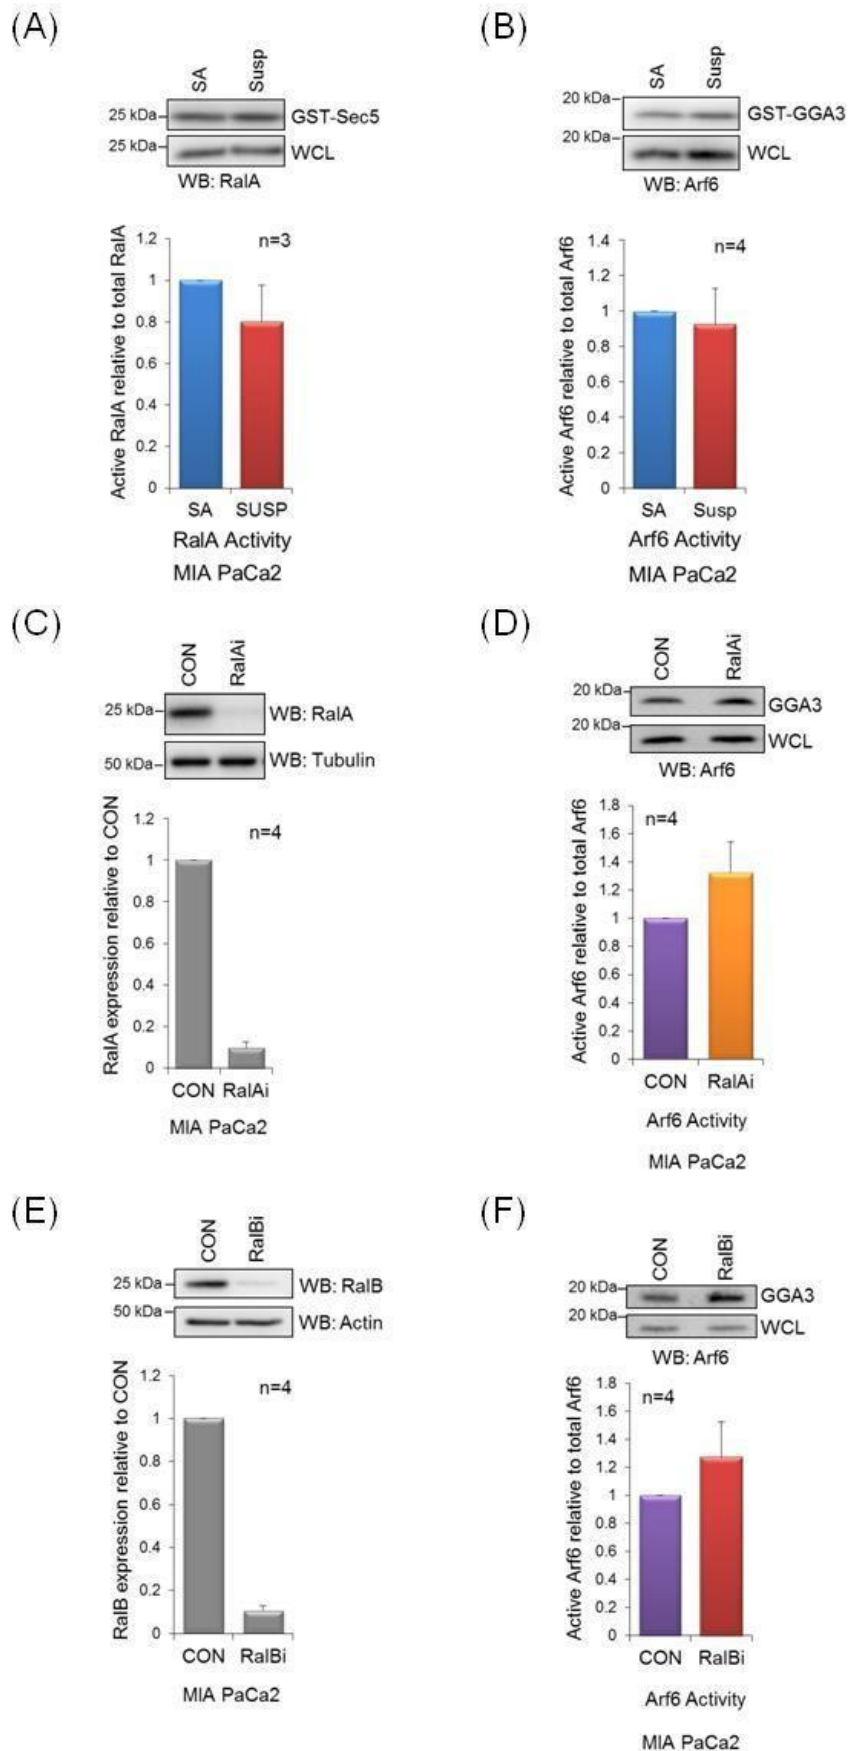 (A)
SA Susp
25 kDa GST-Sec5
25 kDa WCL
WB: RalA
Active RalA relative to total RalA
n=3
1.2
1
0.8
0.6
0.4
0.2
0
SA SUSP
RalA Activity
MIA PaCa2
(B)
SA Susp
20 kDa GST-GGA3
20 kDa WCL
WB: Arf6
Active Arf6 relative to total Arf6
n=4
1.4
1.2
1
0.8
0.6
0.4
0.2
0
SA Susp
Arf6 Activity
MIA PaCa2
(C)
CON RalAi
25 kDa WB: RalA
50 kDa WB: Tubulin
RalA expression relative to CON
n=4
1.2
1
0.8
0.6
0.4
0.2
0
CON RalAi
MIA PaCa2
(D)
CON RalAi
20 kDa GGA3
20 kDa WCL
WB: Arf6
Active Arf6 relative to total Arf6
n=4
1.8
1.6
1.4
1.2
1
0.8
0.6
0.4
0.2
0
CON RalAi
Arf6 Activity
MIA PaCa2
(E)
CON RalBi
25 kDa WB: RalB
50 kDa WB: Actin
RalB expression relative to CON
n=4
1.2
1
0.8
0.6
0.4
0.2
0
CON RalBi
MIA PaCa2
(F)
CON RalBi
20 kDa GGA3
20 kDa WCL
WB: Arf6
Active Arf6 relative to total Arf6
n=4
1.8
1.6
1.4
1.2
1
0.8
0.6
0.4
0.2
0
CON RalBi
Arf6 Activity
MIA PaCa2